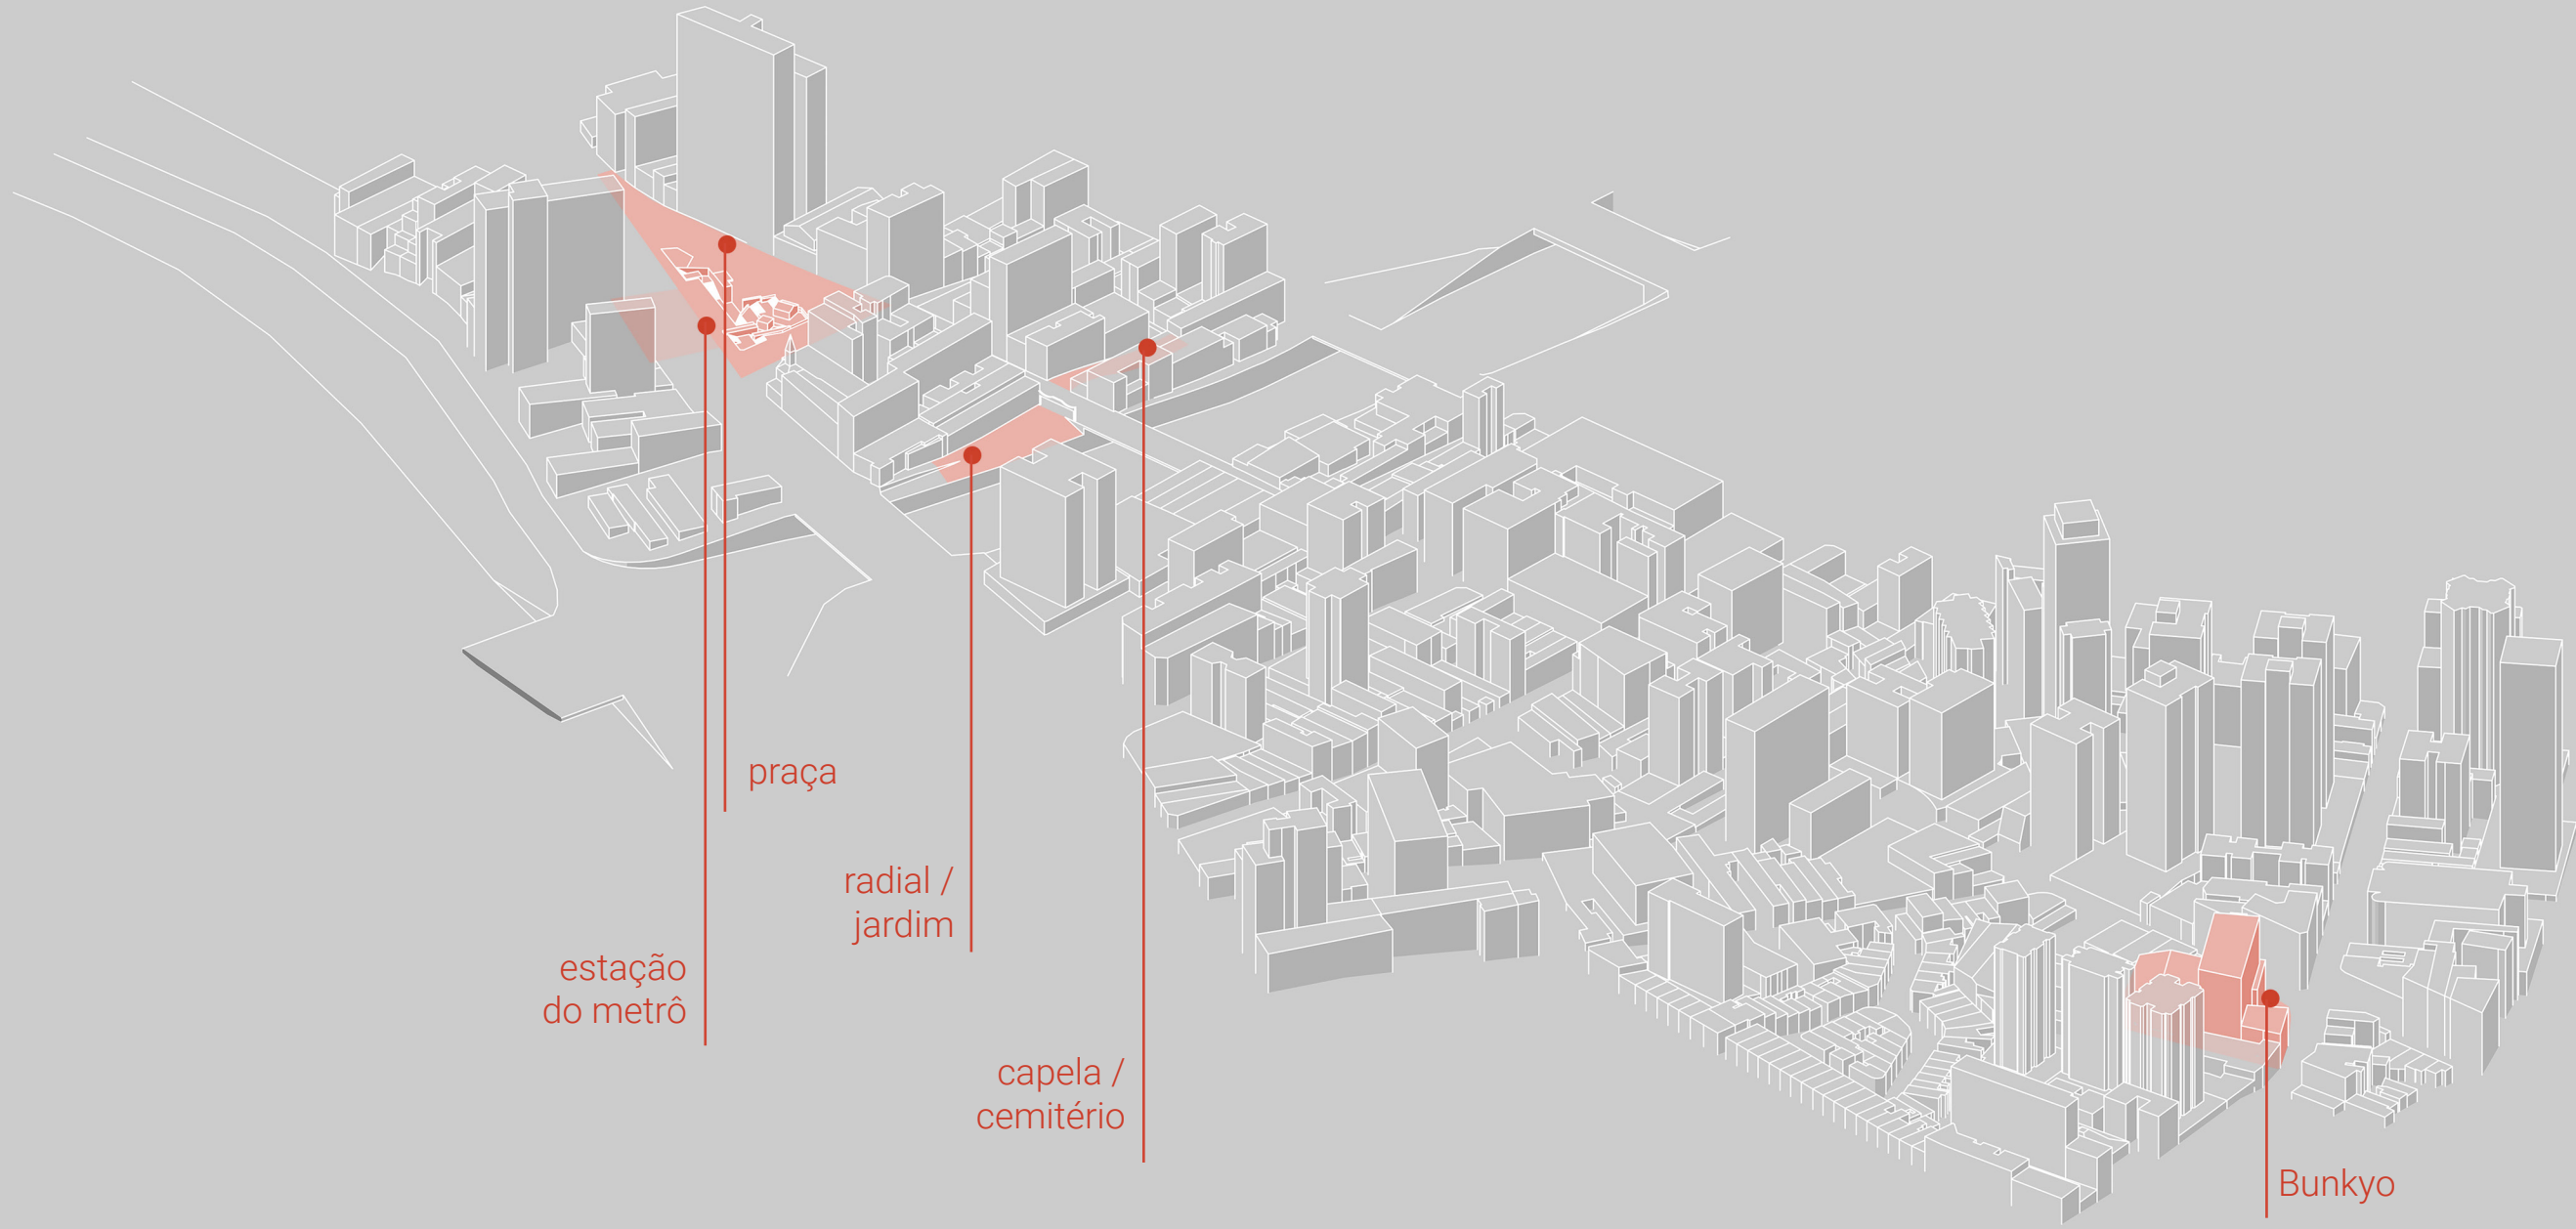 praça
radial /
jardim
estação
do metrô
capela /
cemitério
Bunkyo